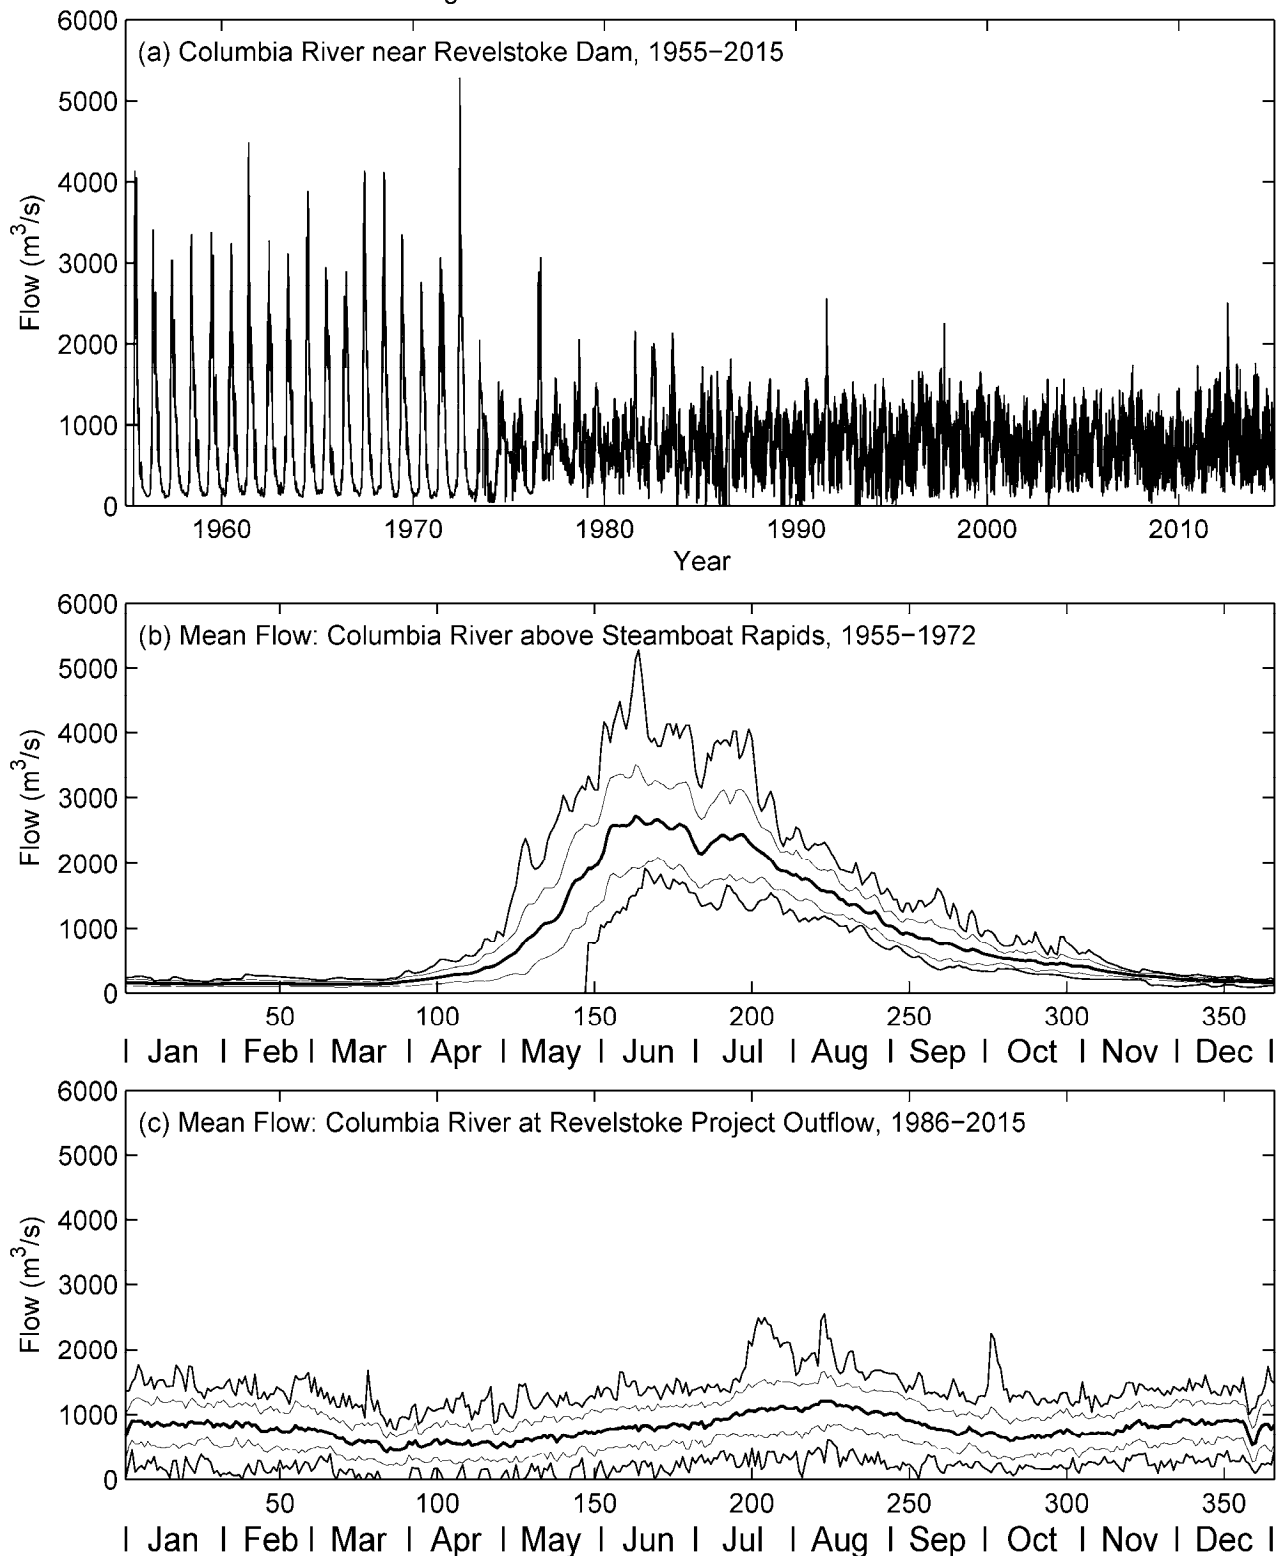 6000
(a) Columbia River near Revelstoke Dam, 1955−2015
5000
4000
Flow (m³/s)
3000
2000
1000
0
1960 1970 1980 1990 2000 2010
Year
6000
(b) Mean Flow: Columbia River above Steamboat Rapids, 1955−1972
5000
4000
Flow (m³/s)
3000
2000
1000
0
50 100 150 200 250 300 350
| Jan | Feb | Mar | Apr | May | Jun | Jul | Aug | Sep | Oct | Nov | Dec |
6000
(c) Mean Flow: Columbia River at Revelstoke Project Outflow, 1986−2015
5000
4000
Flow (m³/s)
3000
2000
1000
0
50 100 150 200 250 300 350
| Jan | Feb | Mar | Apr | May | Jun | Jul | Aug | Sep | Oct | Nov | Dec |